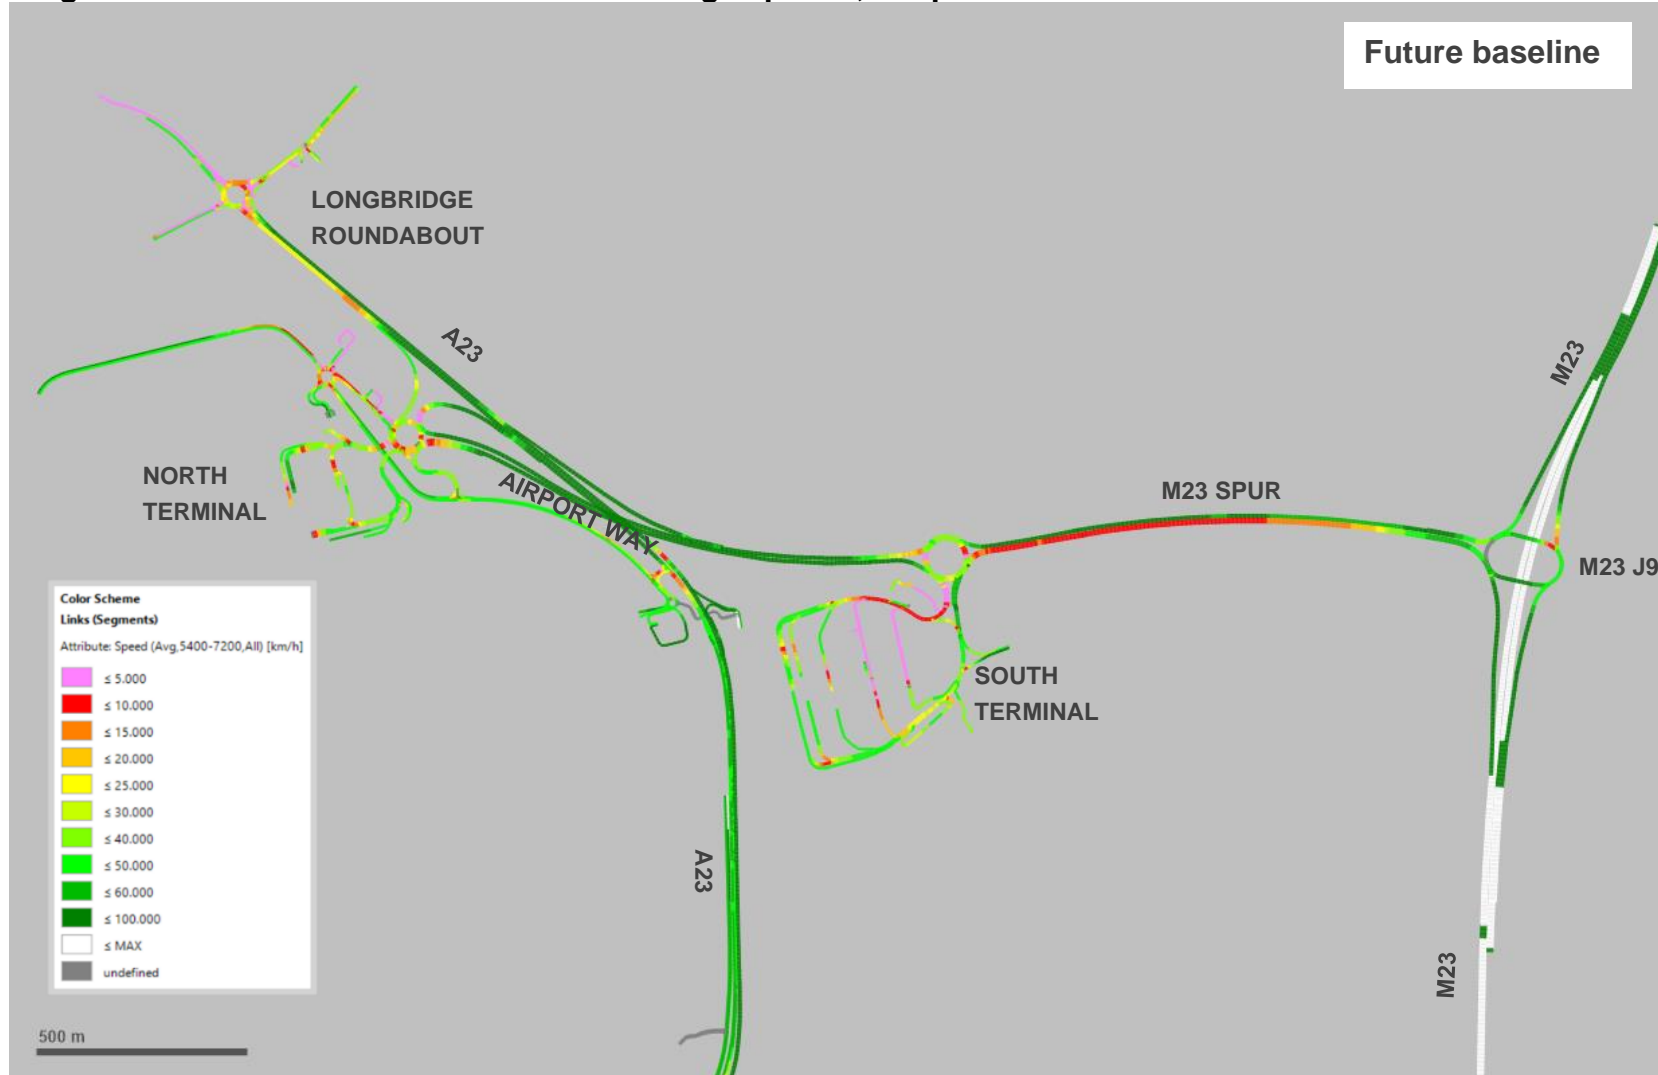 Future baseline
LONGBRIDGE
ROUNDABOUT
A23
M23
NORTH
TERMINAL
AIRPORT WAY
M23 SPUR
M23 J9
SOUTH
TERMINAL
Color Scheme
Links (Segments)
Attribute: Speed (Avg,5400-7200,All) [km/h]
≤ 5.000
≤ 10.000
≤ 15.000
≤ 20.000
≤ 25.000
≤ 30.000
≤ 40.000
≤ 50.000
≤ 60.000
≤ 100.000
≤ MAX
undefined
A23
M23
500 m